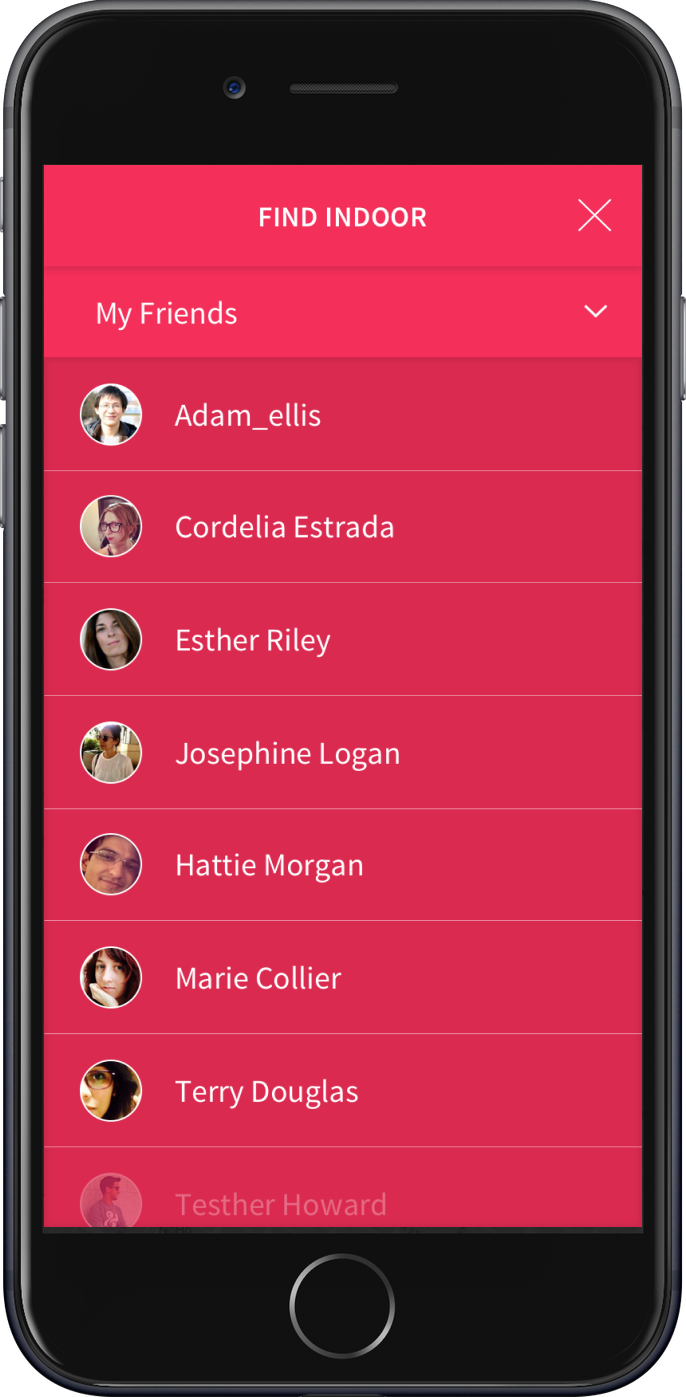 FIND INDOOR
My Friends
Adam_ellis
Cordelia Estrada
Esther Riley
Josephine Logan
Hattie Morgan
Marie Collier
Terry Douglas
Testher Howard